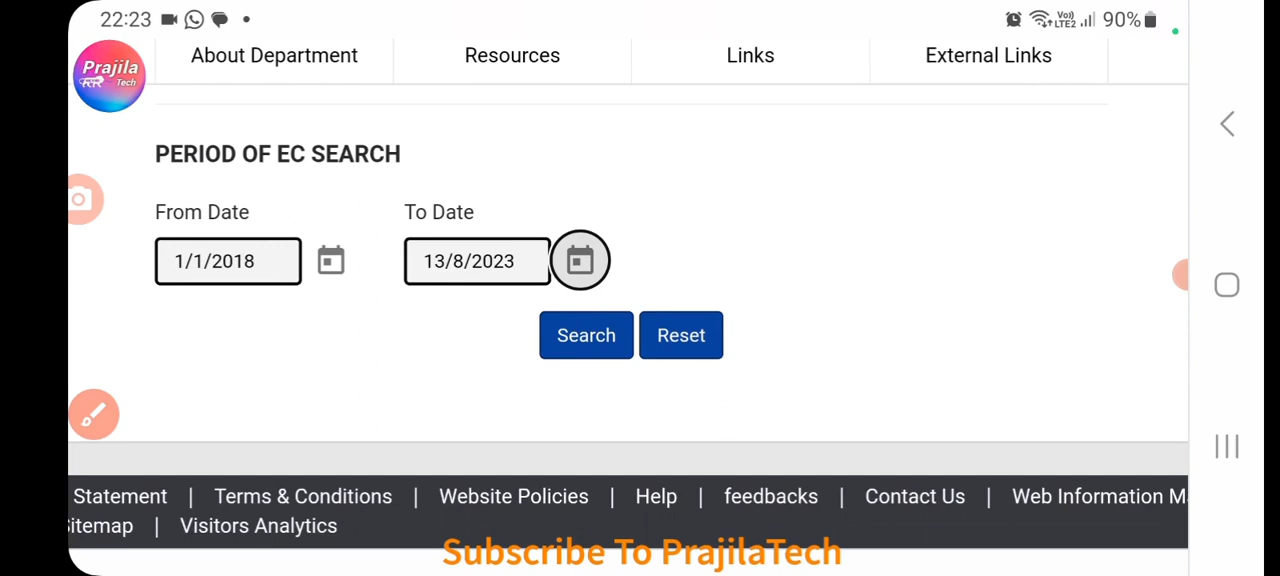 22:23
Vo)) LTE2 90%
Prajila
Tech
About Department Resources Links External Links
PERIOD OF EC SEARCH
From Date To Date
1/1/2018 13/8/2023
Search Reset
Statement | Terms & Conditions | Website Policies | Help | feedbacks | Contact Us | Web Information M
itemap | Visitors Analytics
Subscribe To PrajilaTech